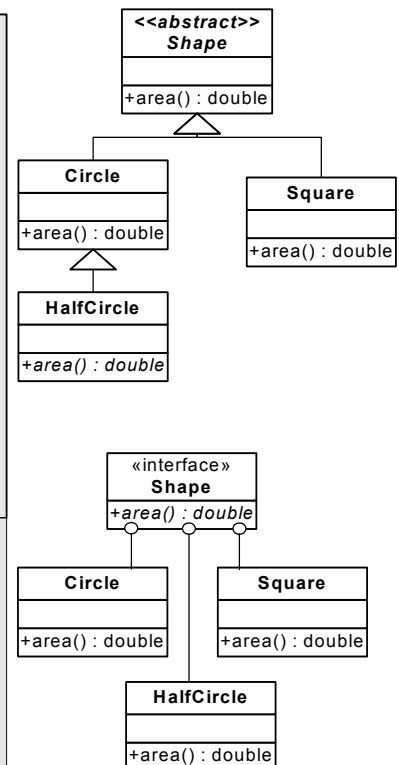 <<abstract>>
Shape
+area() : double
Circle
+area() : double
Square
+area() : double
HalfCircle
+area() : double
«interface»
Shape
+area() : double
Circle
+area() : double
Square
+area() : double
HalfCircle
+area() : double